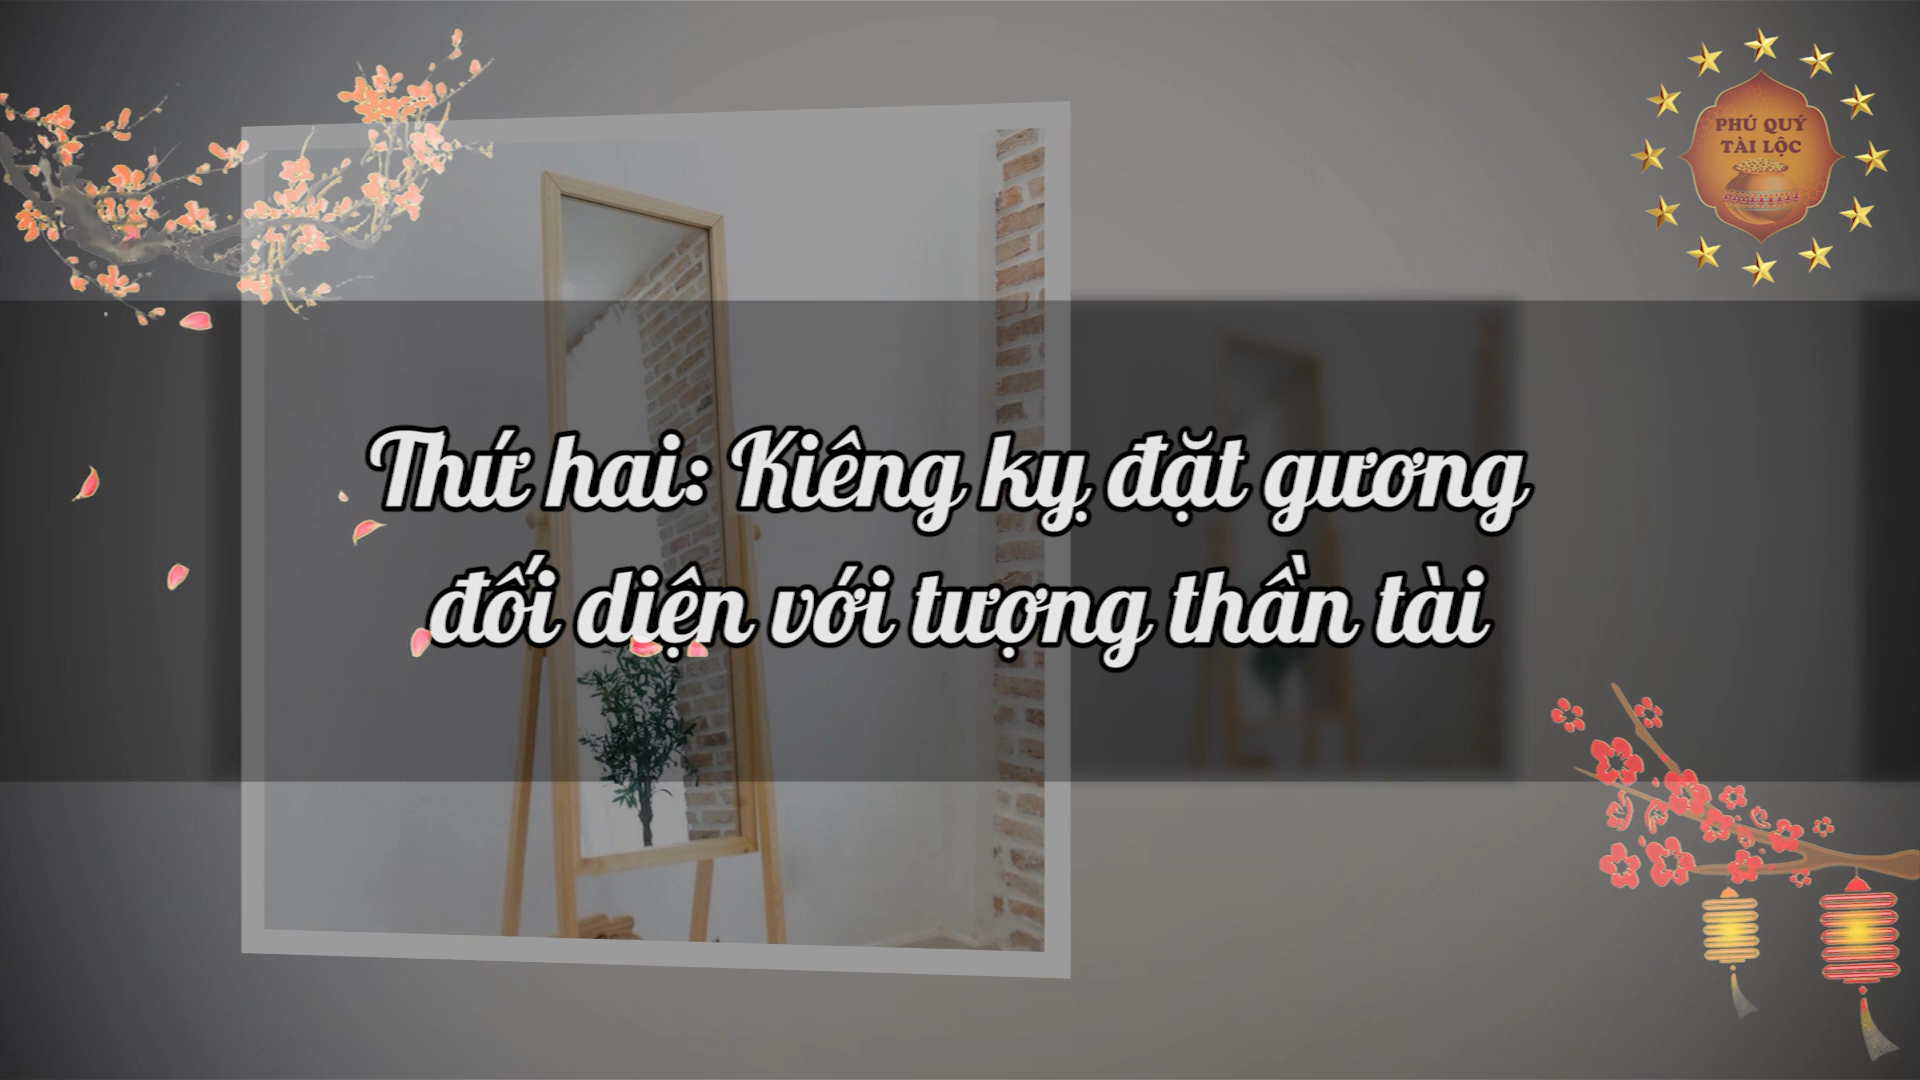 PHÚ QUÝ
TÀI LỘC
Thứ hai: Kiêng kỵ đặt gương
đối diện với tượng thần tài